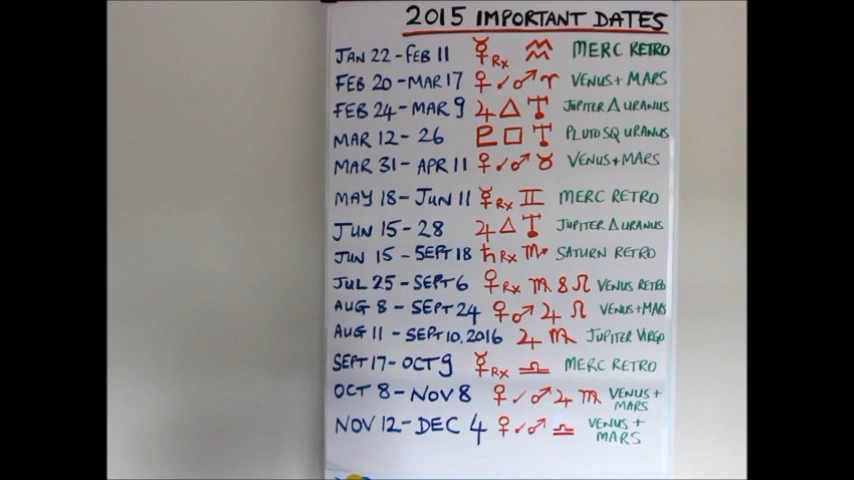 2015 IMPORTANT DATES
JAN 22 - FEB 11 ☿Rx ♒ MERC RETRO
FEB 20 - MAR 17 ♀ ✓ ♂ ♈ VENUS + MARS
FEB 24 - MAR 9 ♃ △ ♅ JUPITER △ URANUS
MAR 12 - 26 ♇ □ ♅ PLUTO SQ URANUS
MAR 31 - APR 11 ♀ ✓ ♂ ♉ VENUS + MARS
MAY 18 - JUN 11 ☿Rx ♊ MERC RETRO
JUN 15 - 28 ♃ △ ♅ JUPITER △ URANUS
JUN 15 - SEPT 18 ♄ Rx ♏ SATURN RETRO
JUL 25 - SEPT 6 ♀Rx ♍ & ♌ VENUS RETRO
AUG 8 - SEPT 24 ♀ ♂ ♃ ♌ VENUS + MARS
AUG 11 - SEPT 10, 2016 ♃ ♍ JUPITER VIRGO
SEPT 17 - OCT 9 ☿Rx ♎ MERC RETRO
OCT 8 - NOV 8 ♀ ✓ ♂ ♃ ♍ VENUS + MARS
NOV 12 - DEC 4 ♀ ✓ ♂ ♎ VENUS + MARS